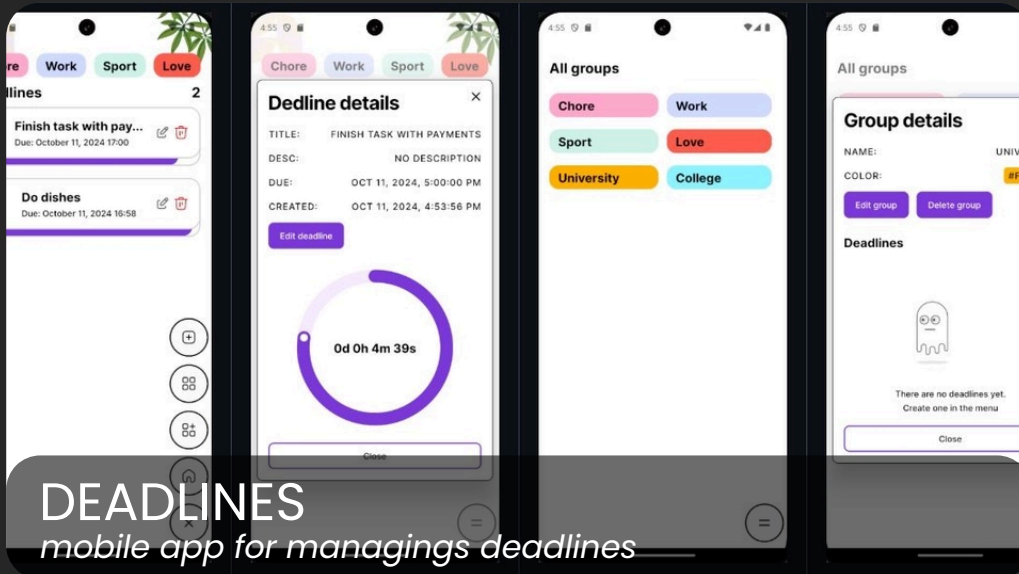 4:55
4:55
4:55
re
Work
Sport
Love
lines
2
Finish task with pay...
Due: October 11, 2024 17:00
Do dishes
Due: October 11, 2024 16:58
Chore
Work
Sport
Love
Dedline details
TITLE: FINISH TASK WITH PAYMENTS
DESC: NO DESCRIPTION
DUE: OCT 11, 2024, 5:00:00 PM
CREATED: OCT 11, 2024, 4:53:56 PM
Edit deadline
0d 0h 4m 39s
Close
All groups
Chore
Work
Sport
Love
University
College
All groups
Group details
NAME: UNIV
COLOR: #F
Edit group
Delete group
Deadlines
There are no deadlines yet.
Create one in the menu
Close
DEADLINES
mobile app for managings deadlines